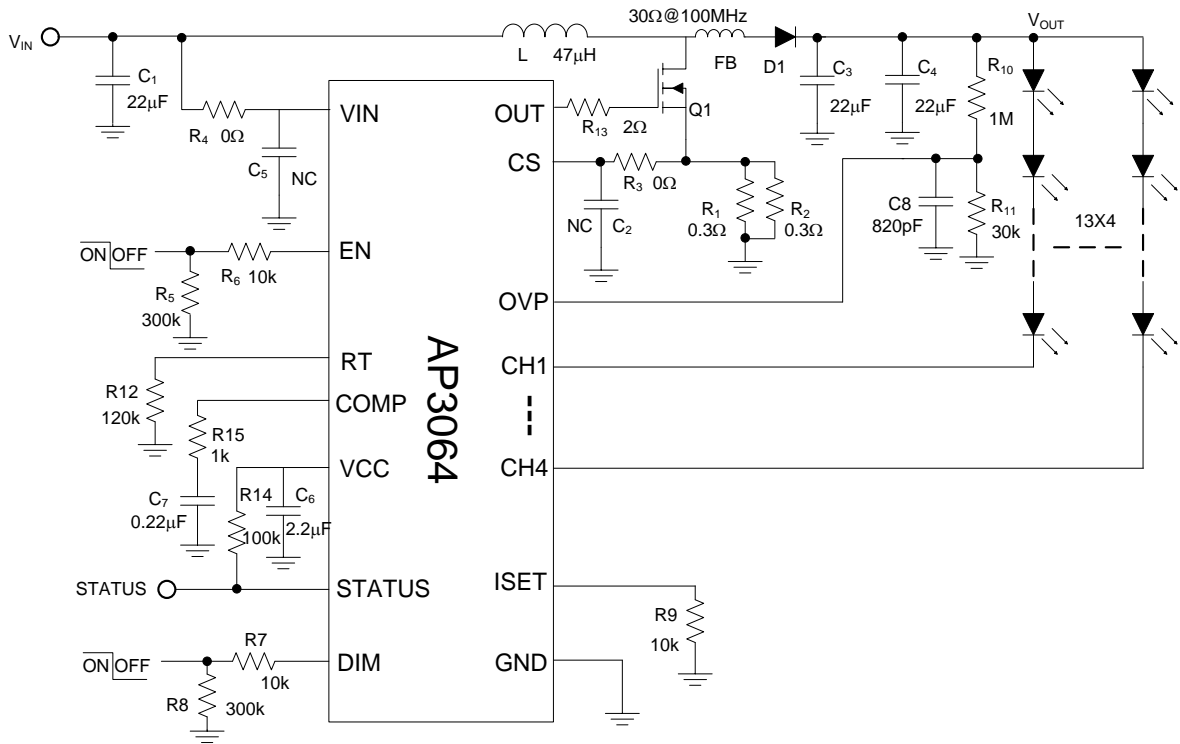 30Ω@100MHz
VIN
VOUT
L 47μH
FB
D1
C1
22μF
C3
22μF
C4
22μF
R10
1M
VIN
OUT
Q1
R4 0Ω
R13 2Ω
C5
NC
CS
R3 0Ω
NC C2
R1
0.3Ω
R2
0.3Ω
C8
820pF
R11
30k
13X4
ON OFF
R6 10k
EN
R5
300k
OVP
RT
CH1
R12
120k
COMP
R15
1k
AP3064
VCC
CH4
C7
0.22μF
R14
100k
C6
2.2μF
STATUS
STATUS
ISET
R9
10k
ON OFF
R7
10k
DIM
GND
R8
300k